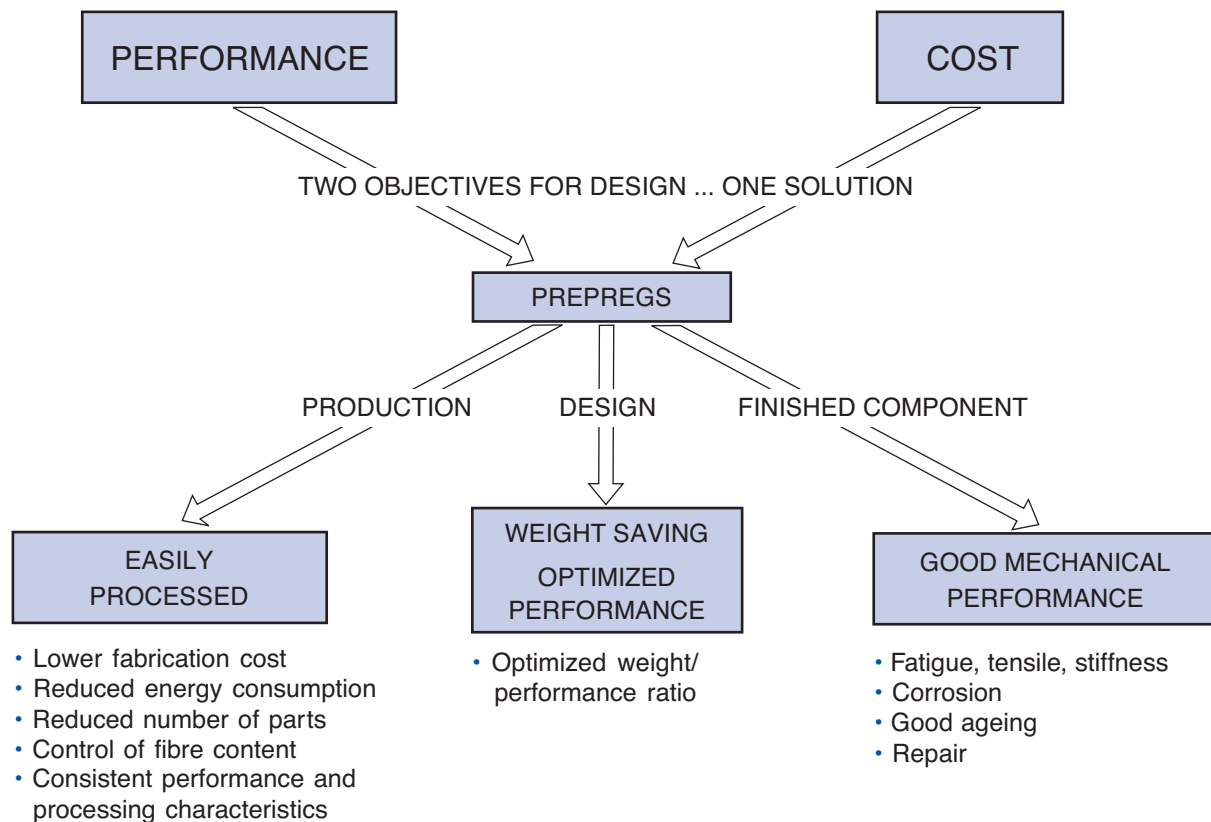 PERFORMANCE
COST
TWO OBJECTIVES FOR DESIGN ... ONE SOLUTION
PREPREGS
PRODUCTION
DESIGN
FINISHED COMPONENT
EASILY
PROCESSED
• Lower fabrication cost
• Reduced energy consumption
• Reduced number of parts
• Control of fibre content
• Consistent performance and
processing characteristics
WEIGHT SAVING
OPTIMIZED
PERFORMANCE
• Optimized weight/
performance ratio
GOOD MECHANICAL
PERFORMANCE
• Fatigue, tensile, stiffness
• Corrosion
• Good ageing
• Repair